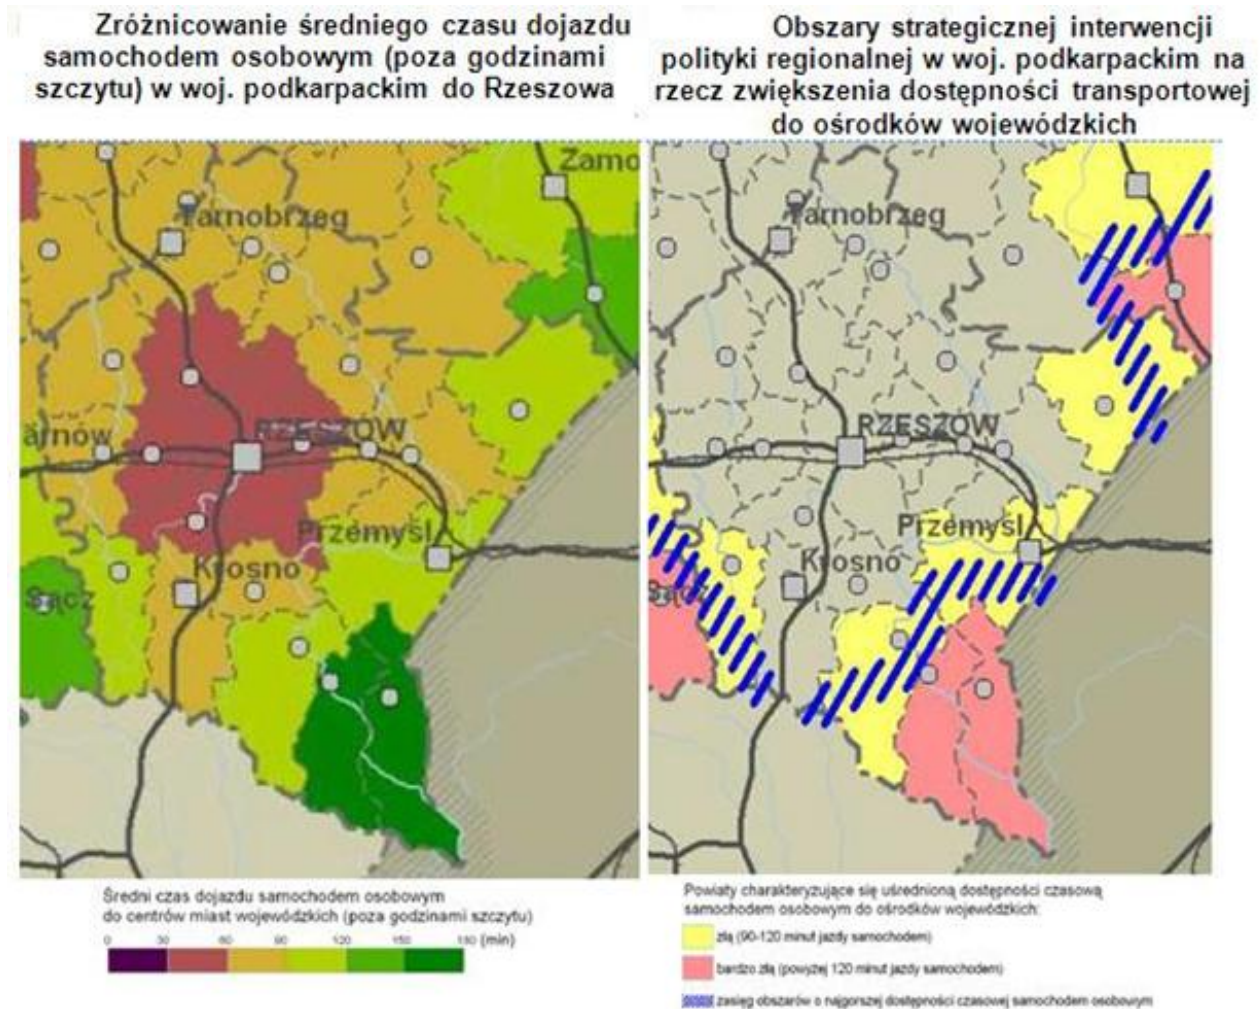 Zróżnicowanie średniego czasu dojazdu
samochodem osobowym (poza godzinami
szczytu) w woj. podkarpackim do Rzeszowa
Obszary strategicznej interwencji
polityki regionalnej w woj. podkarpackim na
rzecz zwiększenia dostępności transportowej
do ośrodków wojewódzkich
Zamo
Tarnobrzeg
ärnów
RZESZÓW
Przemyśl
Krosno
Sącz
Tarnobrzeg
RZESZÓW
Przemyśl
Krosno
Sącz
Średni czas dojazdu samochodem osobowym
do centrów miast wojewódzkich (poza godzinami szczytu)
0 30 60 90 120 150 180 (min)
Powiaty charakteryzujące się uśrednioną dostępności czasową
samochodem osobowym do ośrodków wojewódzkich:
złą (90-120 minut jazdy samochodem)
bardzo złą (powyżej 120 minut jazdy samochodem)
zasięg obszarów o najgorszej dostępności czasowej samochodem osobowym